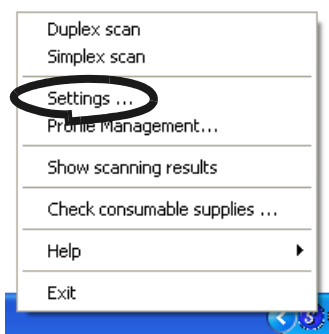 Duplex scan
Simplex scan
Settings ...
Profile Management...
Show scanning results
Check consumable supplies ...
Help
Exit
S